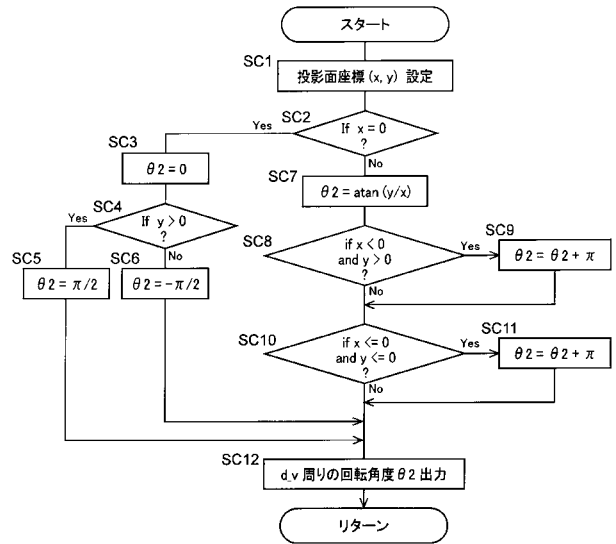 スタート
SC1
投影面座標 (x, y) 設定
SC2
If x = 0
?
Yes
No
SC3
θ2 = 0
SC4
If y > 0
?
Yes
No
SC5
θ2 = π/2
SC6
θ2 = -π/2
SC7
θ2 = atan (y/x)
SC8
if x < 0
and y > 0
?
Yes
No
SC9
θ2 = θ2 + π
SC10
if x <= 0
and y <= 0
?
Yes
No
SC11
θ2 = θ2 + π
SC12
d_v 周りの回転角度 θ2 出力
リターン